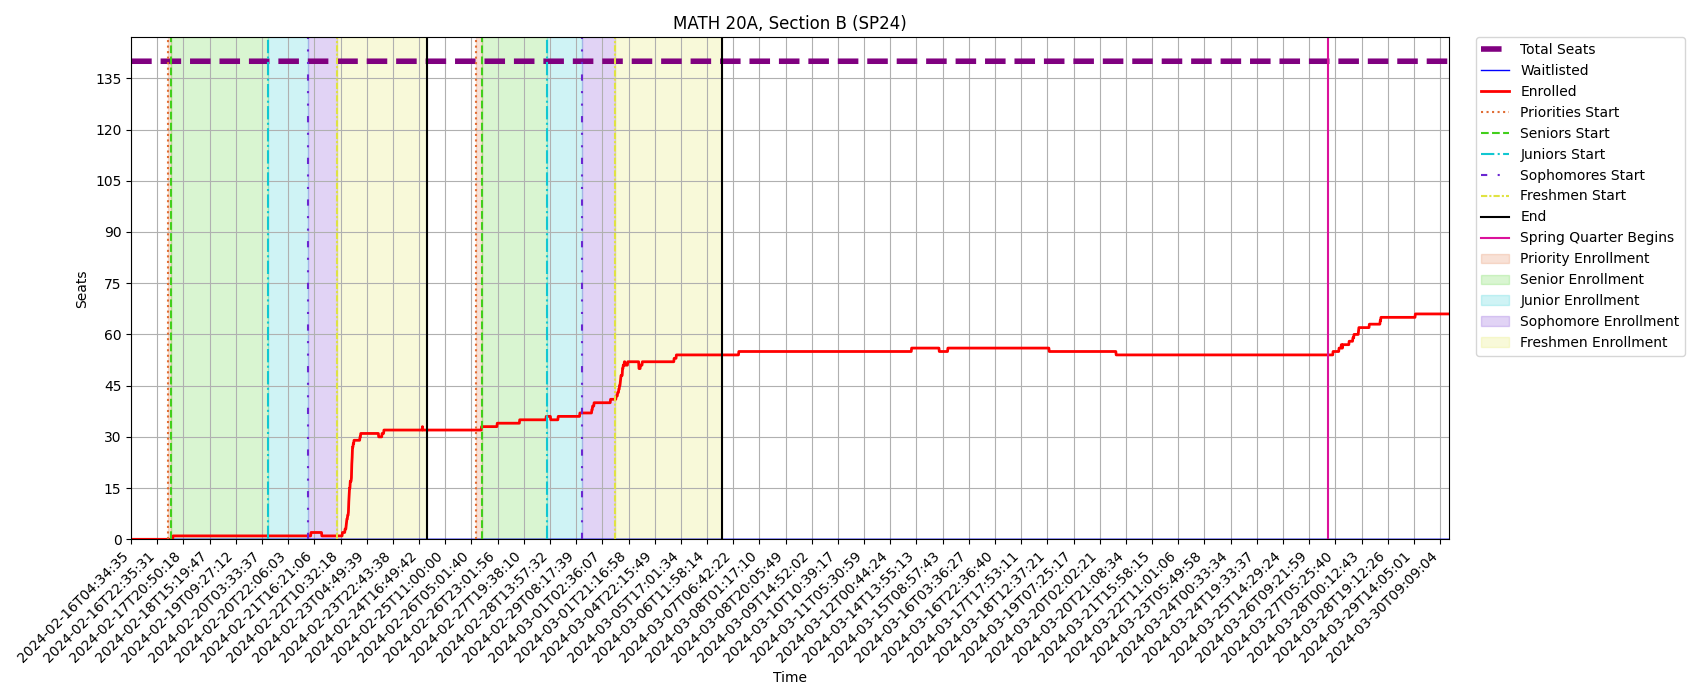 MATH 20A, Section B (SP24)
Seats
135
120
105
90
75
60
45
30
15
0
2024-02-16T04:34:35
2024-02-16T22:35:31
2024-02-17T20:50:18
2024-02-18T15:19:47
2024-02-19T09:27:12
2024-02-20T03:33:37
2024-02-20T22:06:03
2024-02-21T16:21:06
2024-02-22T10:32:18
2024-02-23T04:49:39
2024-02-23T22:43:38
2024-02-24T16:49:42
2024-02-25T11:00:00
2024-02-26T05:01:40
2024-02-26T23:01:56
2024-02-27T19:38:10
2024-02-28T13:57:32
2024-02-29T08:17:39
2024-03-01T02:36:07
2024-03-01T21:16:58
2024-03-04T22:15:49
2024-03-05T17:01:34
2024-03-06T11:58:14
2024-03-07T06:42:22
2024-03-08T01:17:10
2024-03-08T20:05:49
2024-03-09T14:52:02
2024-03-10T10:39:17
2024-03-11T05:30:59
2024-03-12T00:44:24
2024-03-14T13:55:13
2024-03-15T08:57:43
2024-03-16T03:36:27
2024-03-16T22:36:40
2024-03-17T17:53:11
2024-03-18T12:37:21
2024-03-19T07:25:17
2024-03-20T02:02:21
2024-03-20T21:08:34
2024-03-21T15:58:15
2024-03-22T11:01:06
2024-03-23T05:49:58
2024-03-24T00:33:34
2024-03-24T19:33:37
2024-03-25T14:29:24
2024-03-26T09:21:59
2024-03-27T05:25:40
2024-03-28T00:12:43
2024-03-28T19:12:26
2024-03-29T14:05:01
2024-03-30T09:09:04
Time
Total Seats
Waitlisted
Enrolled
Priorities Start
Seniors Start
Juniors Start
Sophomores Start
Freshmen Start
End
Spring Quarter Begins
Priority Enrollment
Senior Enrollment
Junior Enrollment
Sophomore Enrollment
Freshmen Enrollment